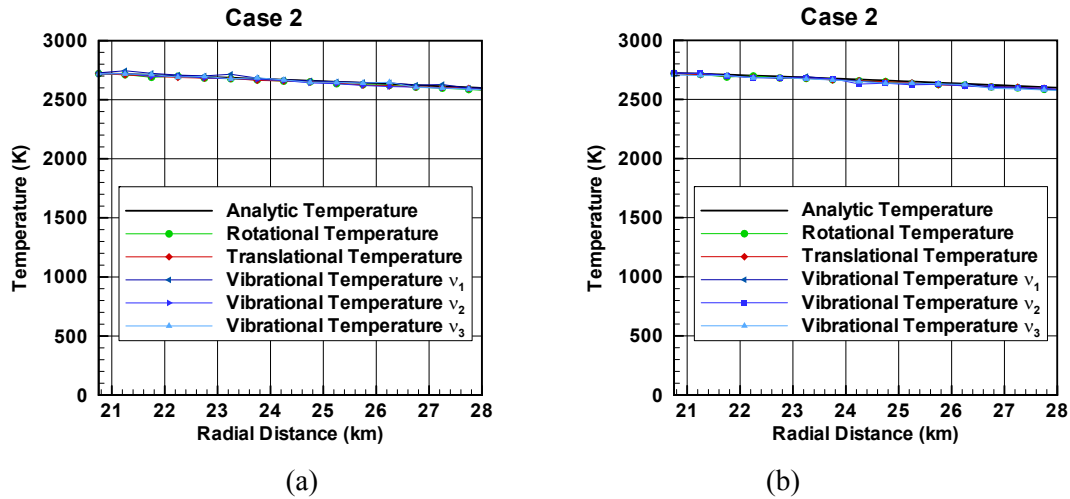 Case 2
3000
2500
2000
1500
1000
500
0
Temperature (K)
Analytic Temperature
Rotational Temperature
Translational Temperature
Vibrational Temperature ν1
Vibrational Temperature ν2
Vibrational Temperature ν3
21 22 23 24 25 26 27 28
Radial Distance (km)
(a)
Case 2
3000
2500
2000
1500
1000
500
0
Temperature (K)
Analytic Temperature
Rotational Temperature
Translational Temperature
Vibrational Temperature ν1
Vibrational Temperature ν2
Vibrational Temperature ν3
21 22 23 24 25 26 27 28
Radial Distance (km)
(b)